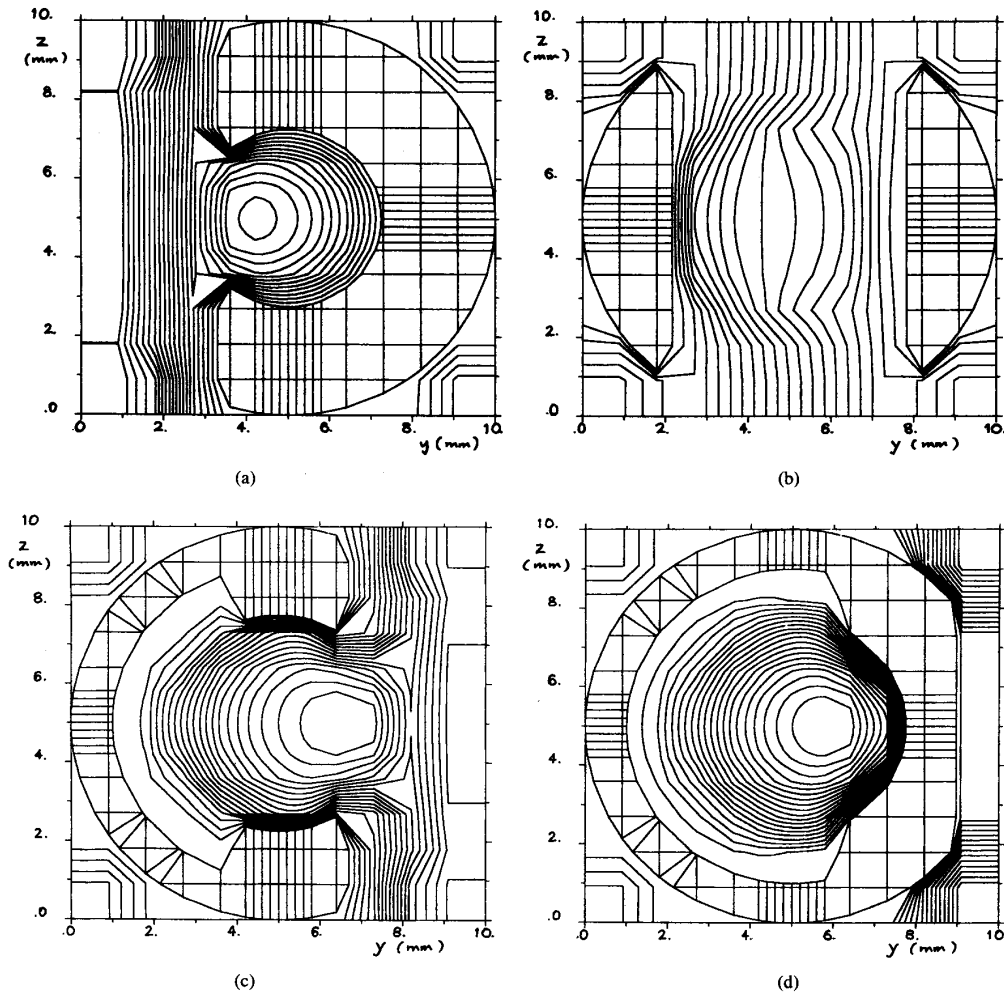 10.
z
(mm)
8.
6.
4.
2.
.0
.0 2. 4. 6. 8. 10.
y (mm)
(a)
10.
z
(mm)
8.
6.
4.
2.
.0
.0 2. 4. 6. 8. 10.
y (mm)
(b)
10
z
(mm)
8.
6.
4.
2.
.0
.0 2. 4. 6. 8. 10.
y (mm)
(c)
10.
z
(mm)
8.
6.
4.
2.
.0
.0 2. 4. 6. 8. 10.
y (mm)
(d)